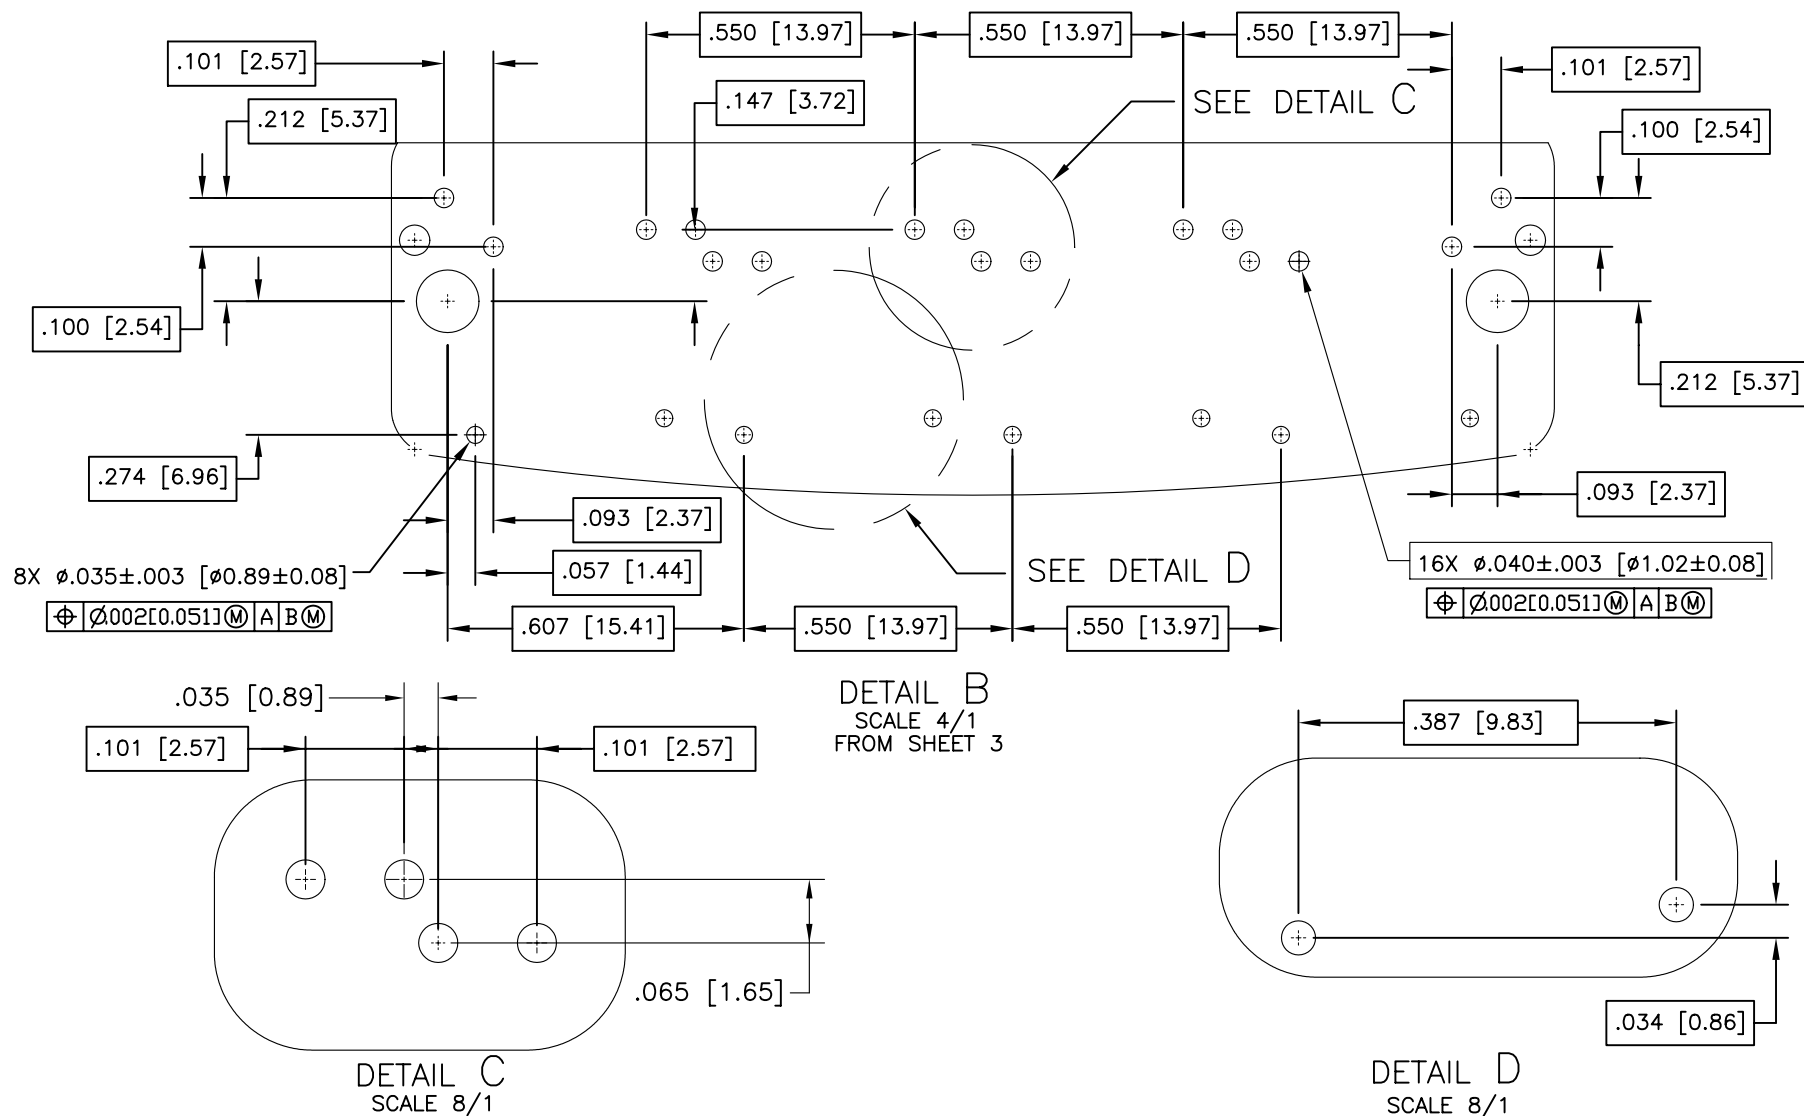 .550 [13.97]
.550 [13.97]
.550 [13.97]
.101 [2.57]
.101 [2.57]
.147 [3.72]
SEE DETAIL C
.212 [5.37]
.100 [2.54]
.100 [2.54]
.212 [5.37]
.274 [6.96]
.093 [2.37]
.093 [2.37]
8X ⌀.035±.003 [⌀0.89±0.08]
.057 [1.44]
SEE DETAIL D
16X ⌀.040±.003 [⌀1.02±0.08]
⌖ ⌀.002[0.051]Ⓜ A BⓂ
⌖ ⌀.002[0.051]Ⓜ A BⓂ
.607 [15.41]
.550 [13.97]
.550 [13.97]
DETAIL B
SCALE 4/1
FROM SHEET 3
.035 [0.89]
.101 [2.57]
.101 [2.57]
.387 [9.83]
.065 [1.65]
.034 [0.86]
DETAIL C
SCALE 8/1
DETAIL D
SCALE 8/1